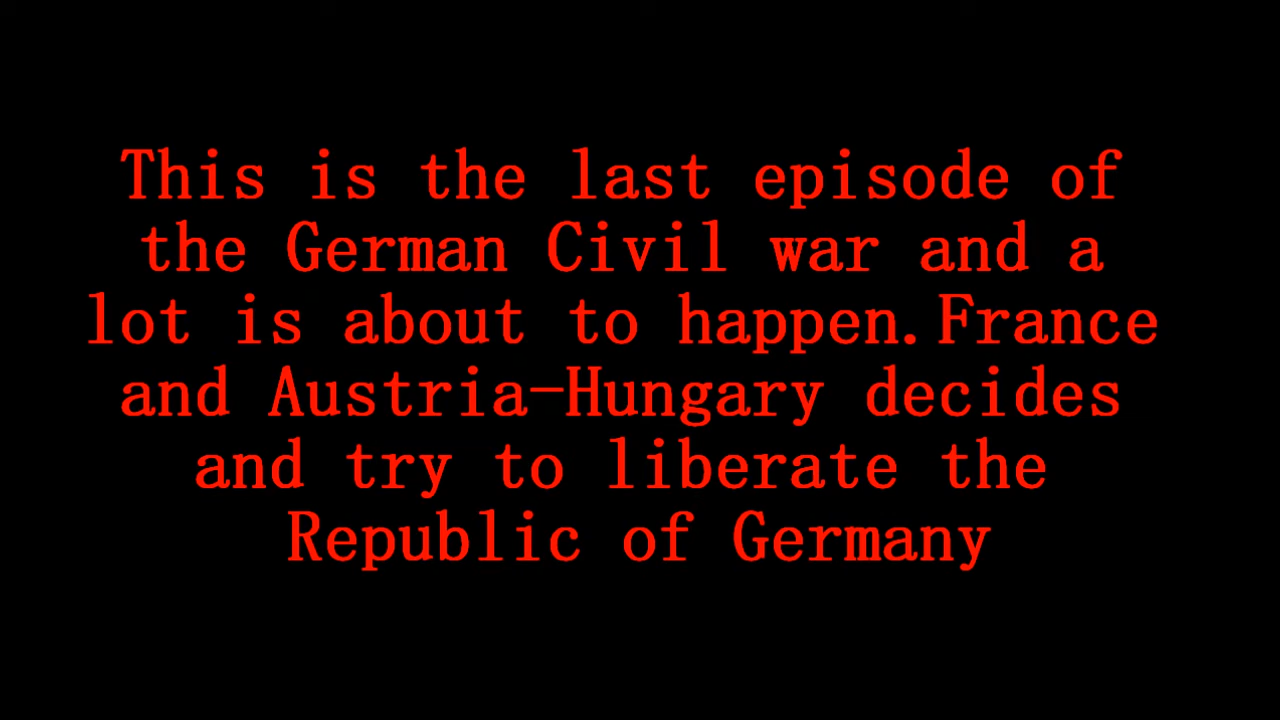 This is the last episode of
the German Civil war and a
lot is about to happen.France
and Austria-Hungary decides
and try to liberate the
Republic of Germany